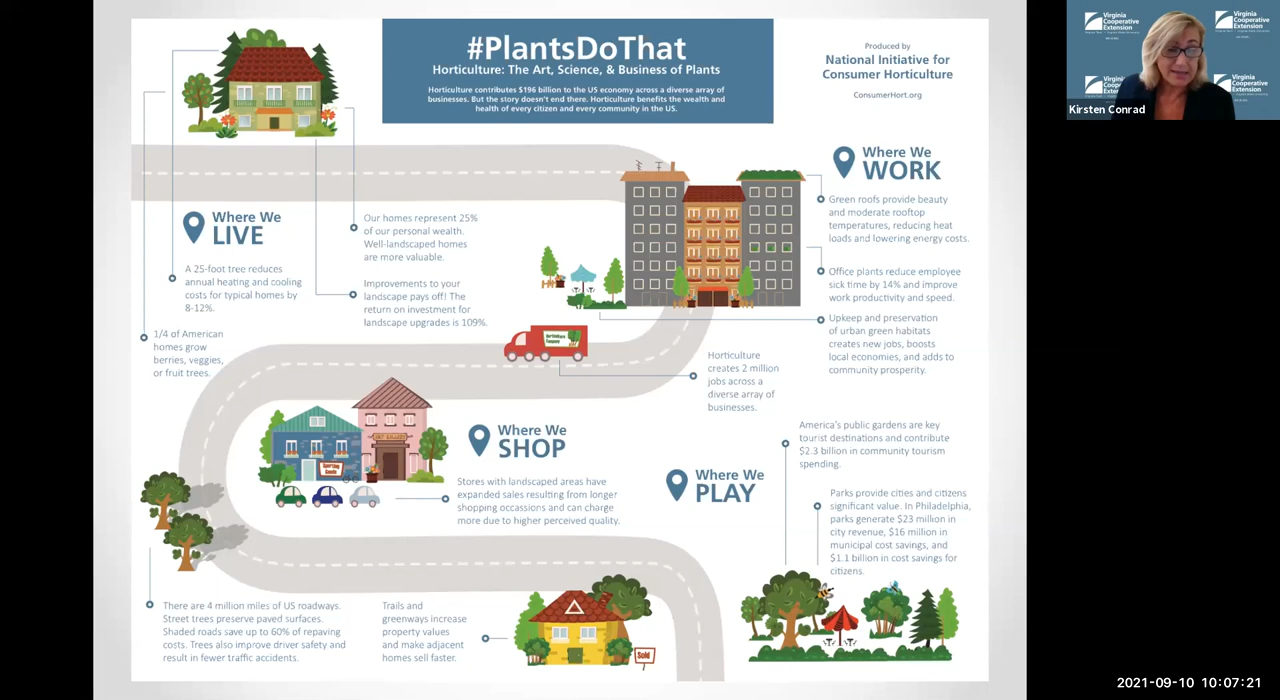 #PlantsDoThat
Horticulture: The Art, Science, & Business of Plants
Horticulture contributes $196 billion to the US economy across a diverse array of
businesses. But the story doesn't end there. Horticulture benefits the wealth and
health of every citizen and every community in the US.
Produced by
National Initiative for
Consumer Horticulture
ConsumerHort.org
Virginia
Cooperative
Extension
Virginia
Cooperative
Extension
Kirsten Conrad
Where We
WORK
Green roofs provide beauty
and moderate rooftop
temperatures, reducing heat
loads and lowering energy costs.
Office plants reduce employee
sick time by 14% and improve
work productivity and speed.
Upkeep and preservation
of urban green habitats
creates new jobs, boosts
local economies, and adds to
community prosperity.
Where We
LIVE
Our homes represent 25%
of our personal wealth.
Well-landscaped homes
are more valuable.
A 25-foot tree reduces
annual heating and cooling
costs for typical homes by
8-12%.
Improvements to your
landscape pays off! The
return on investment for
landscape upgrades is 109%.
1/4 of American
homes grow
berries, veggies,
or fruit trees.
Horticulture
Company
Horticulture
creates 2 million
jobs across a
diverse array of
businesses.
Where We
SHOP
Sporting
Goods
Stores with landscaped areas have
expanded sales resulting from longer
shopping occassions and can charge
more due to higher perceived quality.
Where We
PLAY
America's public gardens are key
tourist destinations and contribute
$2.3 billion in community tourism
spending.
Parks provide cities and citizens
significant value. In Philadelphia,
parks generate $23 million in
city revenue, $16 million in
municipal cost savings, and
$1.1 billion in cost savings for
citizens.
There are 4 million miles of US roadways.
Street trees preserve paved surfaces.
Shaded roads save up to 60% of repaving
costs. Trees also improve driver safety and
result in fewer traffic accidents.
Trails and
greenways increase
property values
and make adjacent
homes sell faster.
Sold
2021-09-10 10:07:21